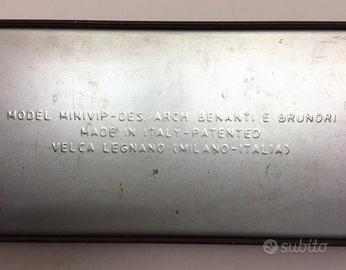 MODEL MINIVIP-DES. ARCH BENANTI E BRUNORI
MADE IN ITALY-PATENTED
VELCA LEGNANO (MILANO-ITALIA)
subito